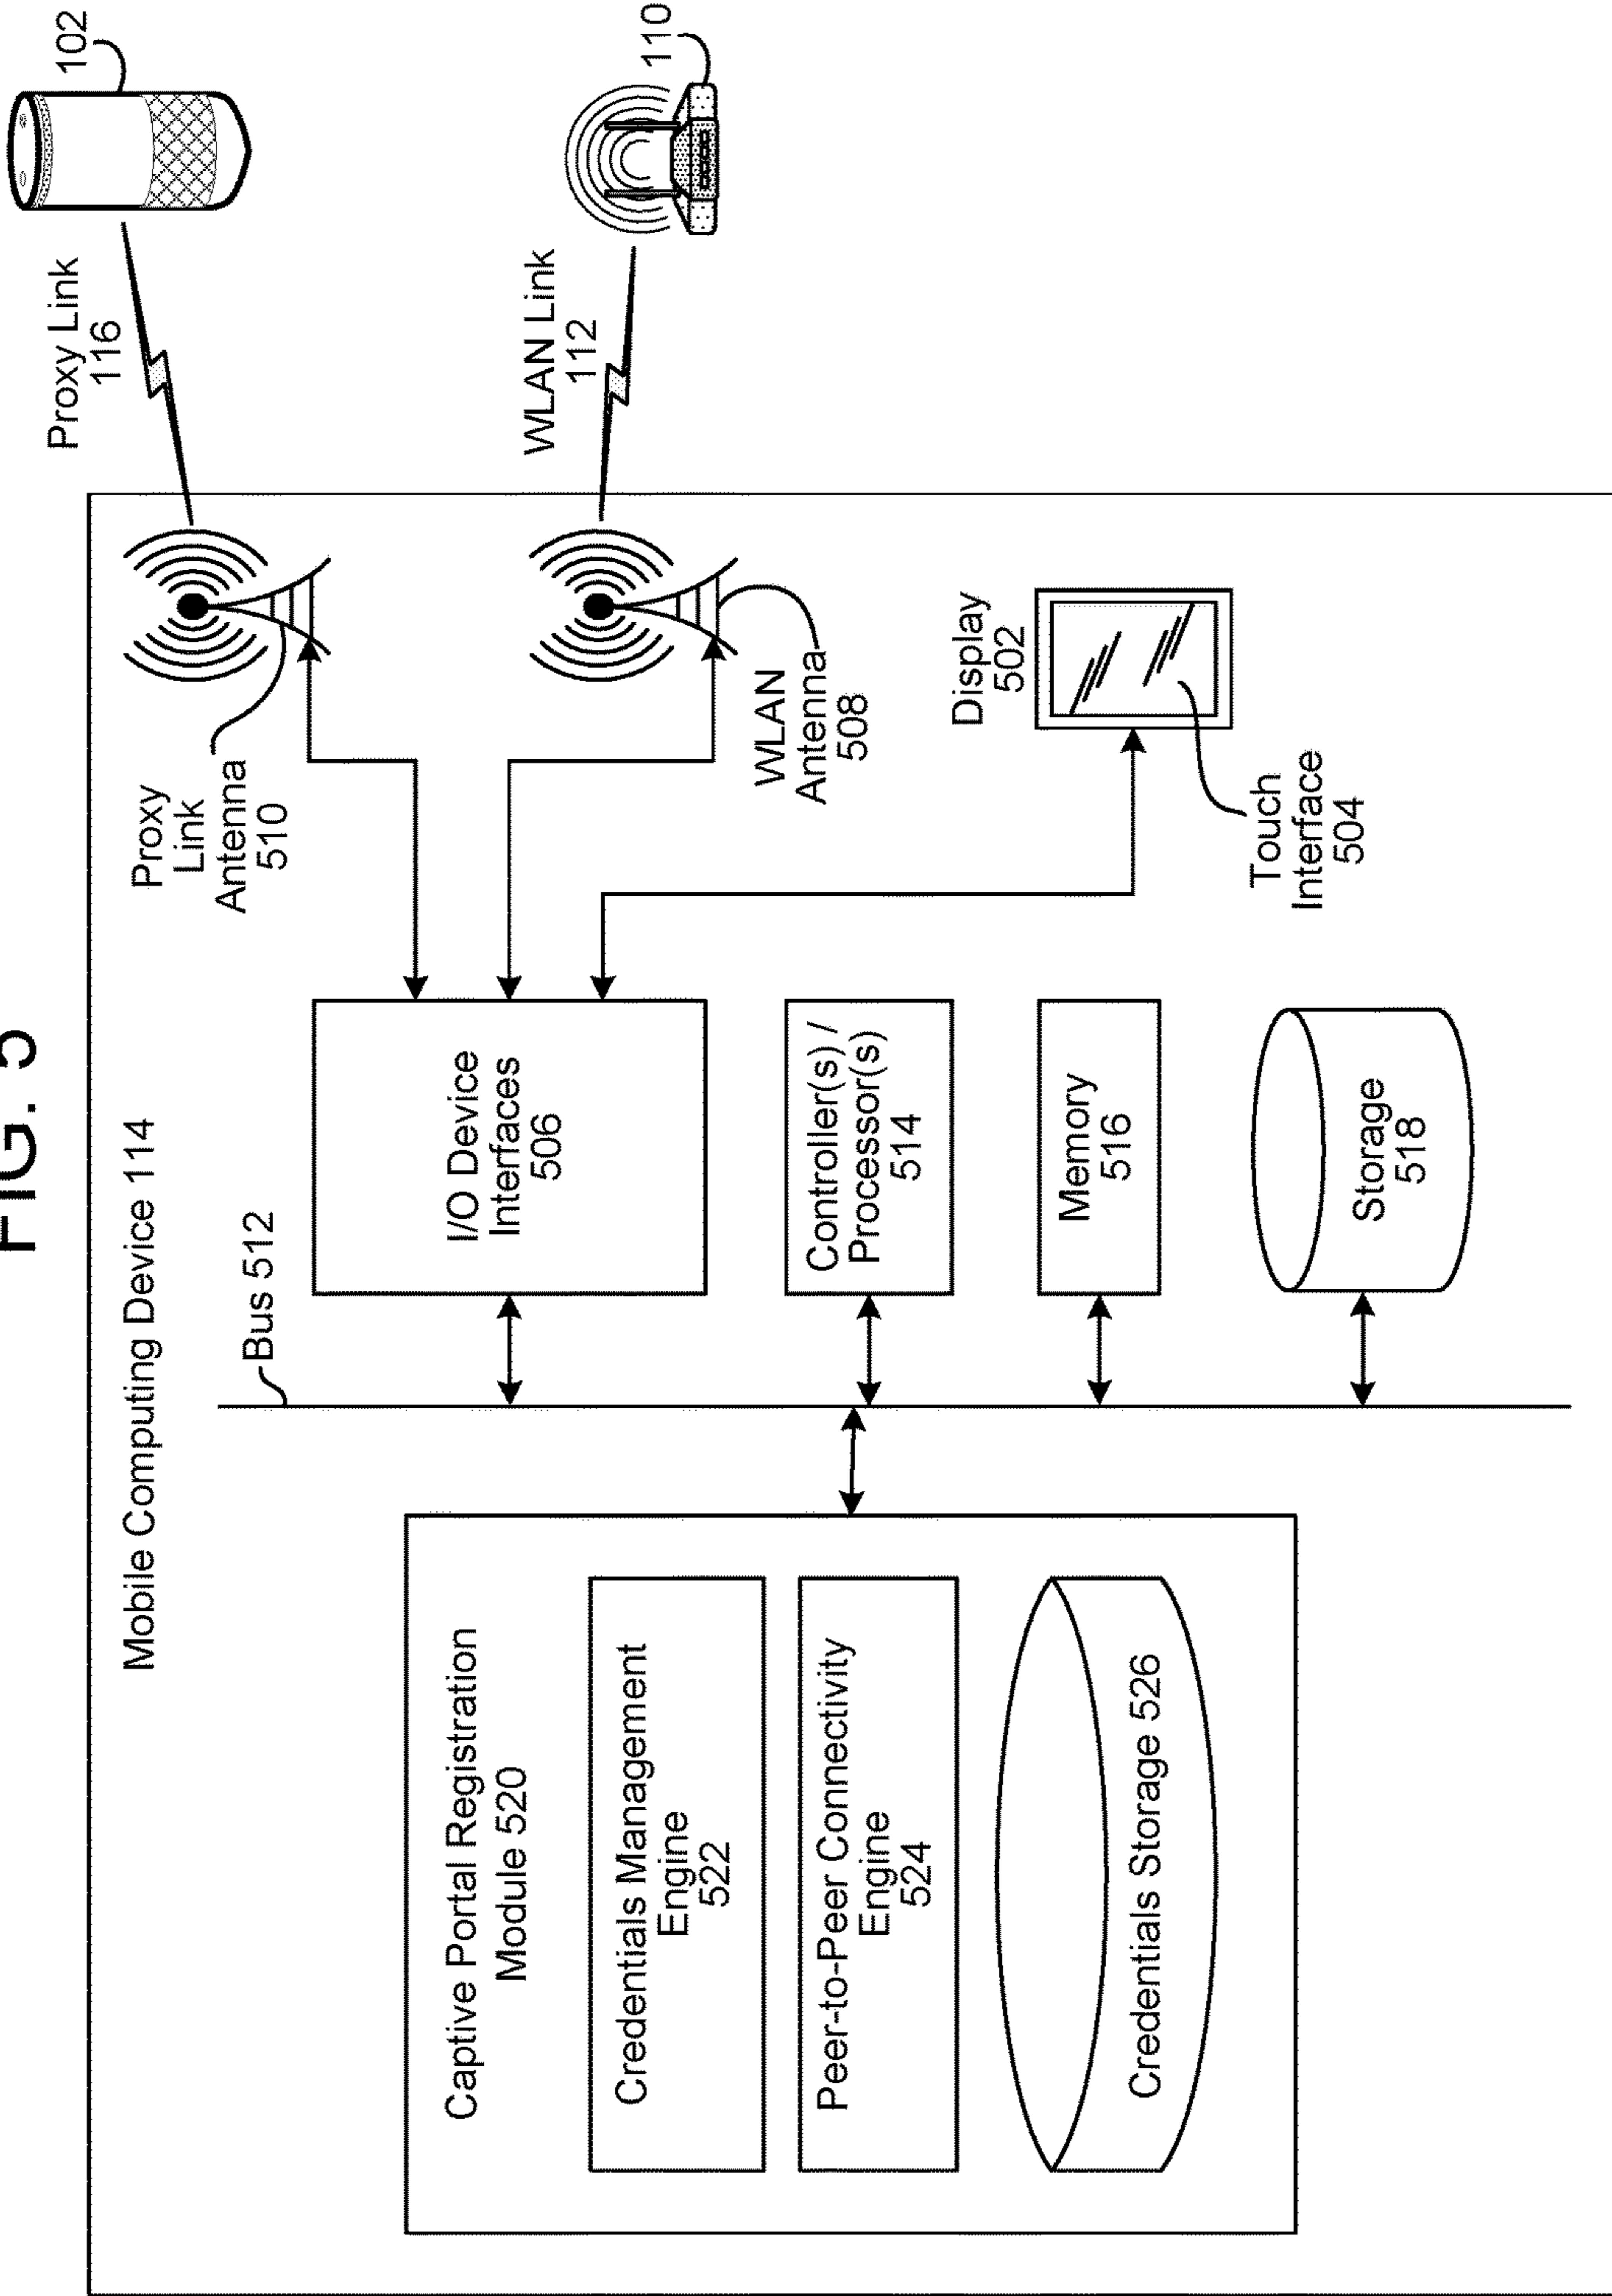 FIG. 5
Mobile Computing Device 114
Bus 512
Captive Portal Registration
Module 520
Credentials Management
Engine
522
Peer-to-Peer Connectivity
Engine
524
Credentials Storage 526
I/O Device
Interfaces
506
Controller(s) /
Processor(s)
514
Memory
516
Storage
518
Proxy
Link
Antenna
510
WLAN
Antenna
508
Display
502
Touch
Interface
504
Proxy Link
116
102
WLAN Link
112
110